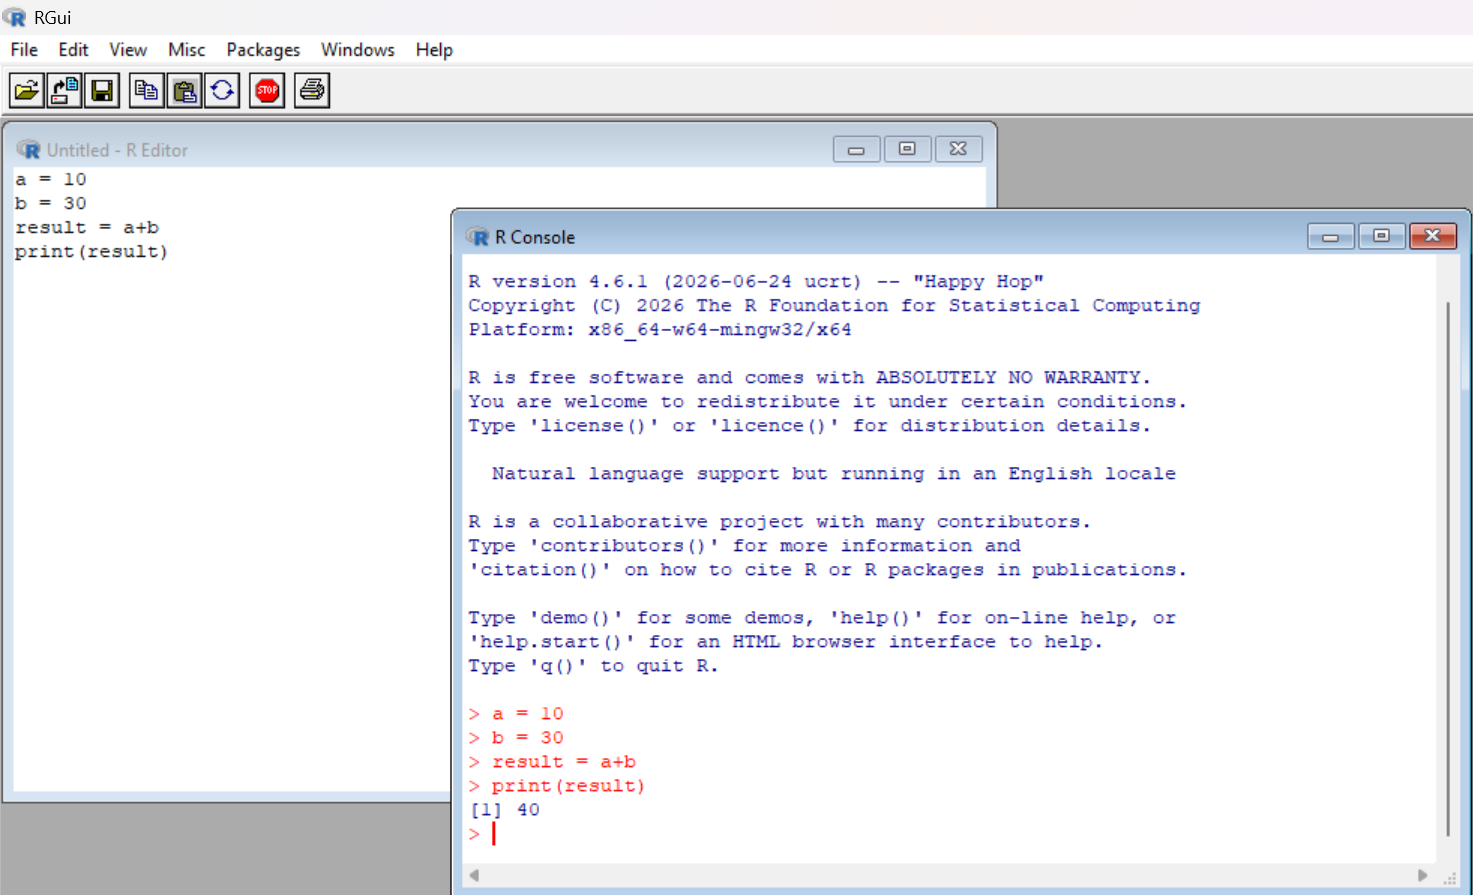 RGui
File Edit View Misc Packages Windows Help
STOP
Untitled - R Editor
a = 10
b = 30
result = a+b
print(result)
R Console
R version 4.6.1 (2026-06-24 ucrt) -- "Happy Hop"
Copyright (C) 2026 The R Foundation for Statistical Computing
Platform: x86_64-w64-mingw32/x64
R is free software and comes with ABSOLUTELY NO WARRANTY.
You are welcome to redistribute it under certain conditions.
Type 'license()' or 'licence()' for distribution details.
Natural language support but running in an English locale
R is a collaborative project with many contributors.
Type 'contributors()' for more information and
'citation()' on how to cite R or R packages in publications.
Type 'demo()' for some demos, 'help()' for on-line help, or
'help.start()' for an HTML browser interface to help.
Type 'q()' to quit R.
> a = 10
> b = 30
> result = a+b
> print(result)
[1] 40
>